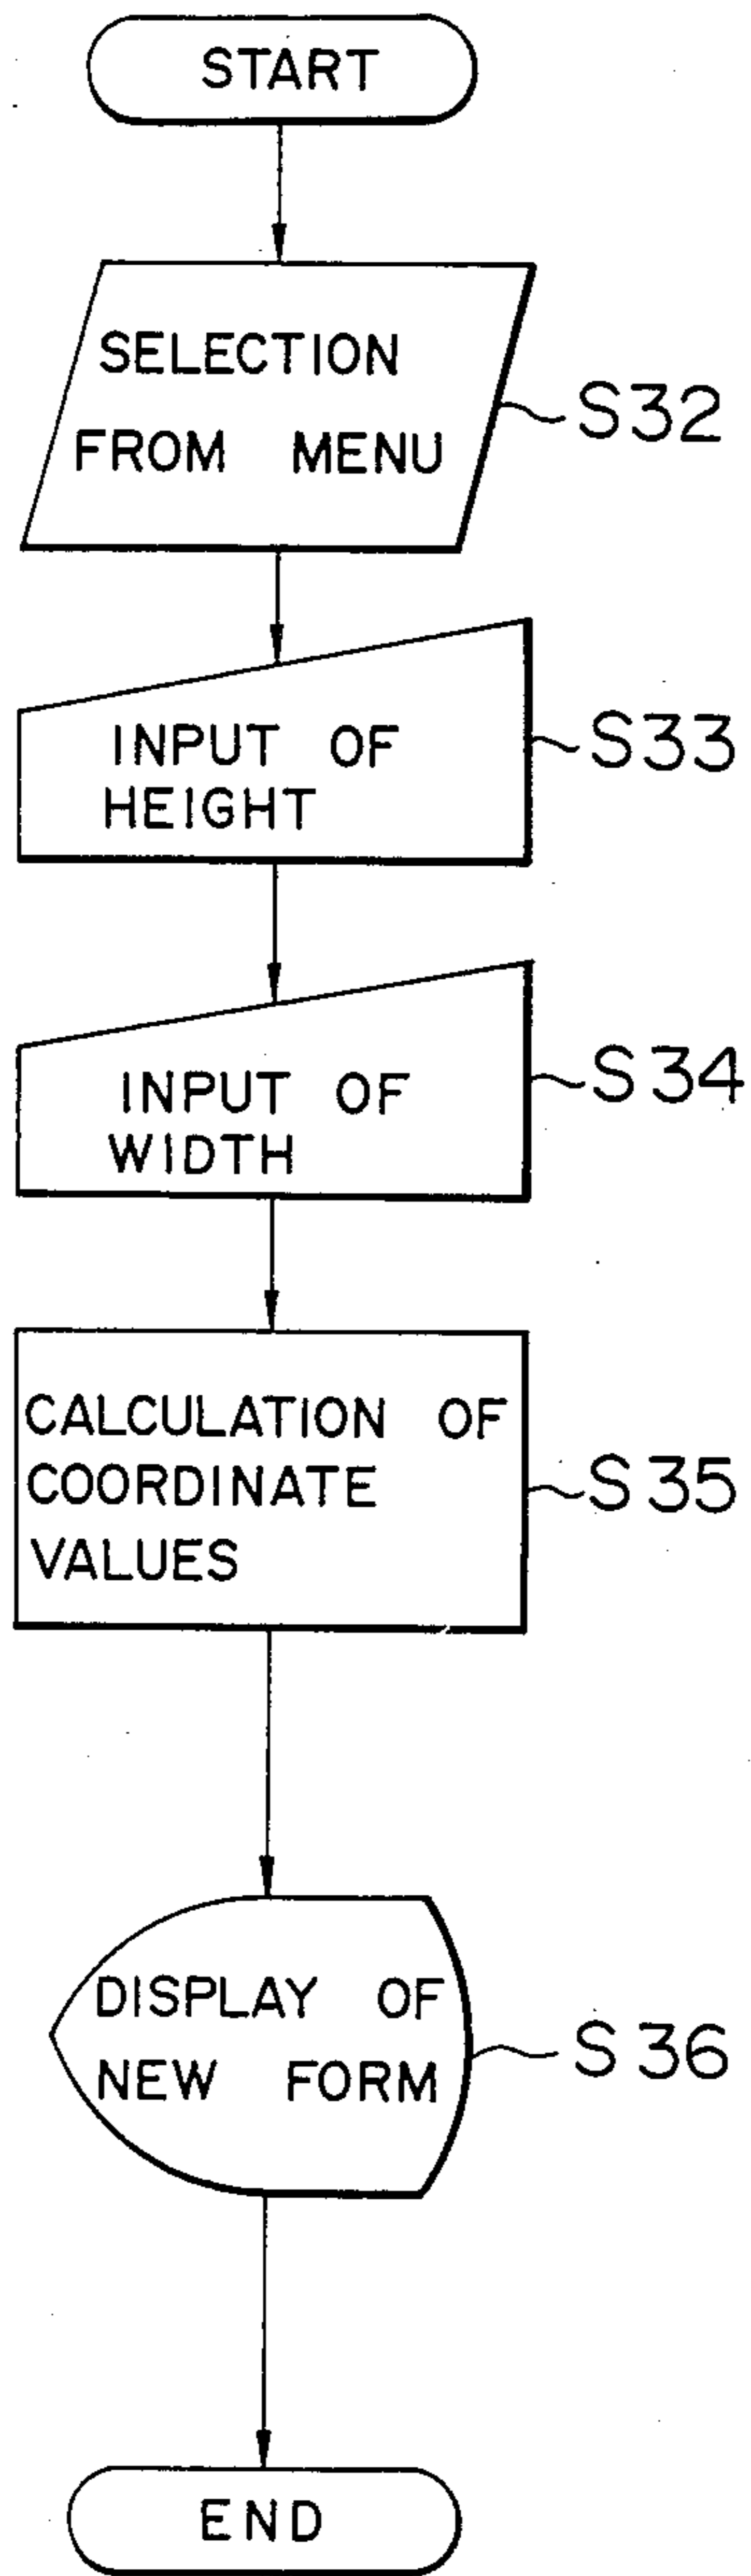 START
SELECTION
FROM MENU
S32
INPUT OF
HEIGHT
S33
INPUT OF
WIDTH
S34
CALCULATION OF
COORDINATE
VALUES
S35
DISPLAY OF
NEW FORM
S36
END